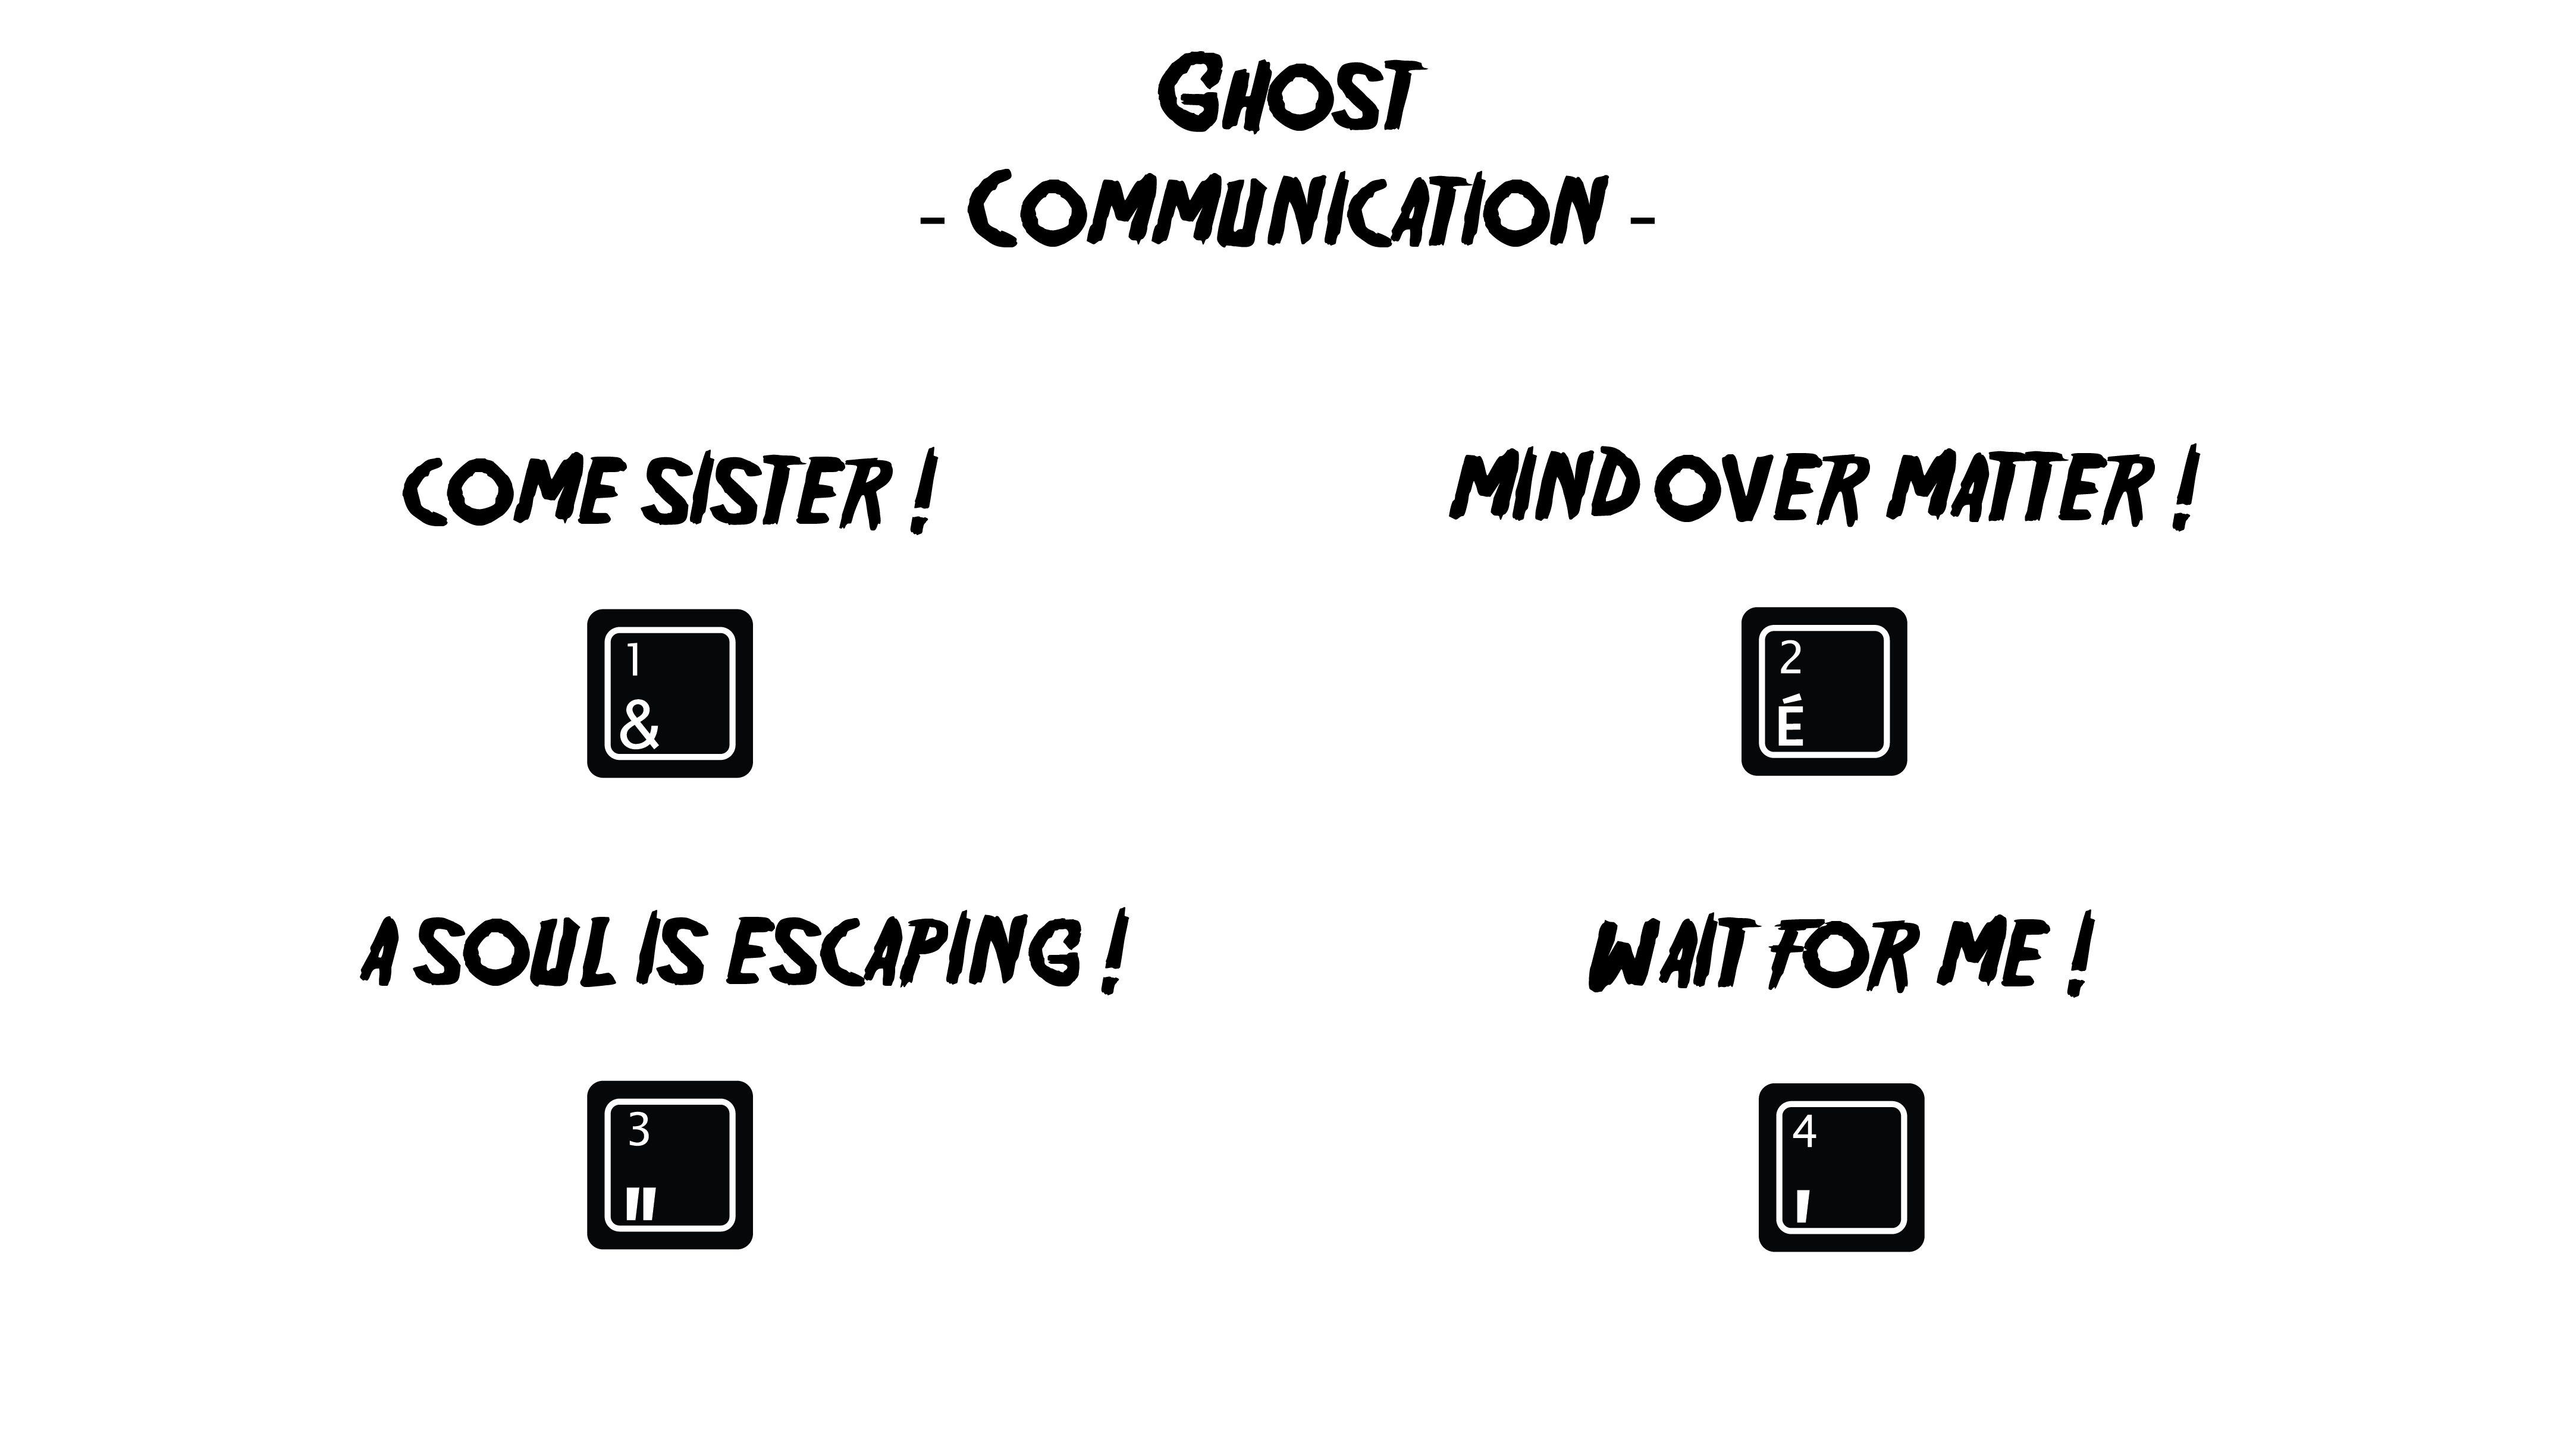 Ghost
- Communication -
COME SISTER !
MIND OVER MATTER !
1
&
2
É
A SOUL IS ESCAPING !
WAIT FOR ME !
3
"
4
'